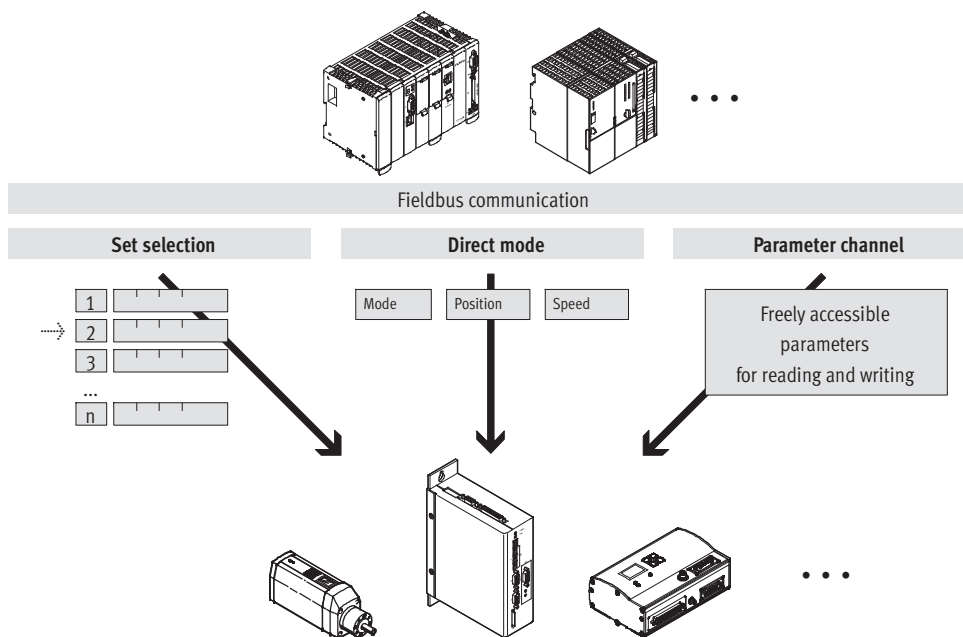 Fieldbus communication
Set selection
Direct mode
Parameter channel
1
2
3
...
n
Mode
Position
Speed
Freely accessible
parameters
for reading and writing